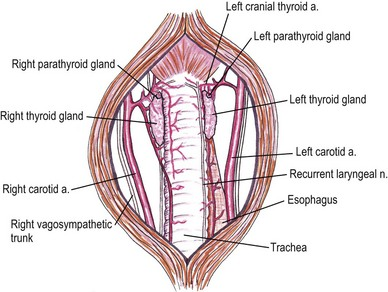 Left cranial thyroid a.
Left parathyroid gland
Right parathyroid gland
Left thyroid gland
Right thyroid gland
Left carotid a.
Recurrent laryngeal n.
Right carotid a.
Esophagus
Right vagosympathetic
trunk
Trachea